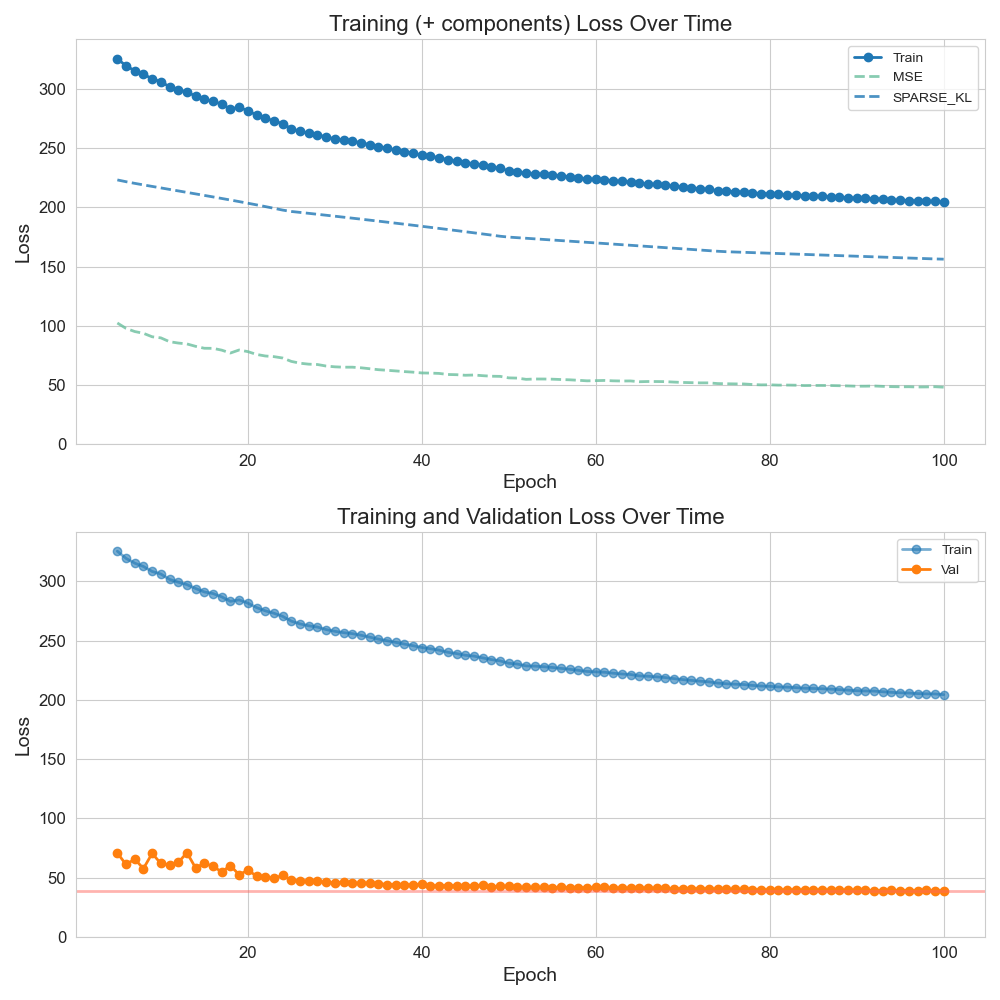 Training (+ components) Loss Over Time
Train
MSE
SPARSE_KL
300
250
200
150
100
50
0
Loss
20 40 60 80 100
Epoch
Training and Validation Loss Over Time
Train
Val
300
250
200
150
100
50
0
Loss
20 40 60 80 100
Epoch